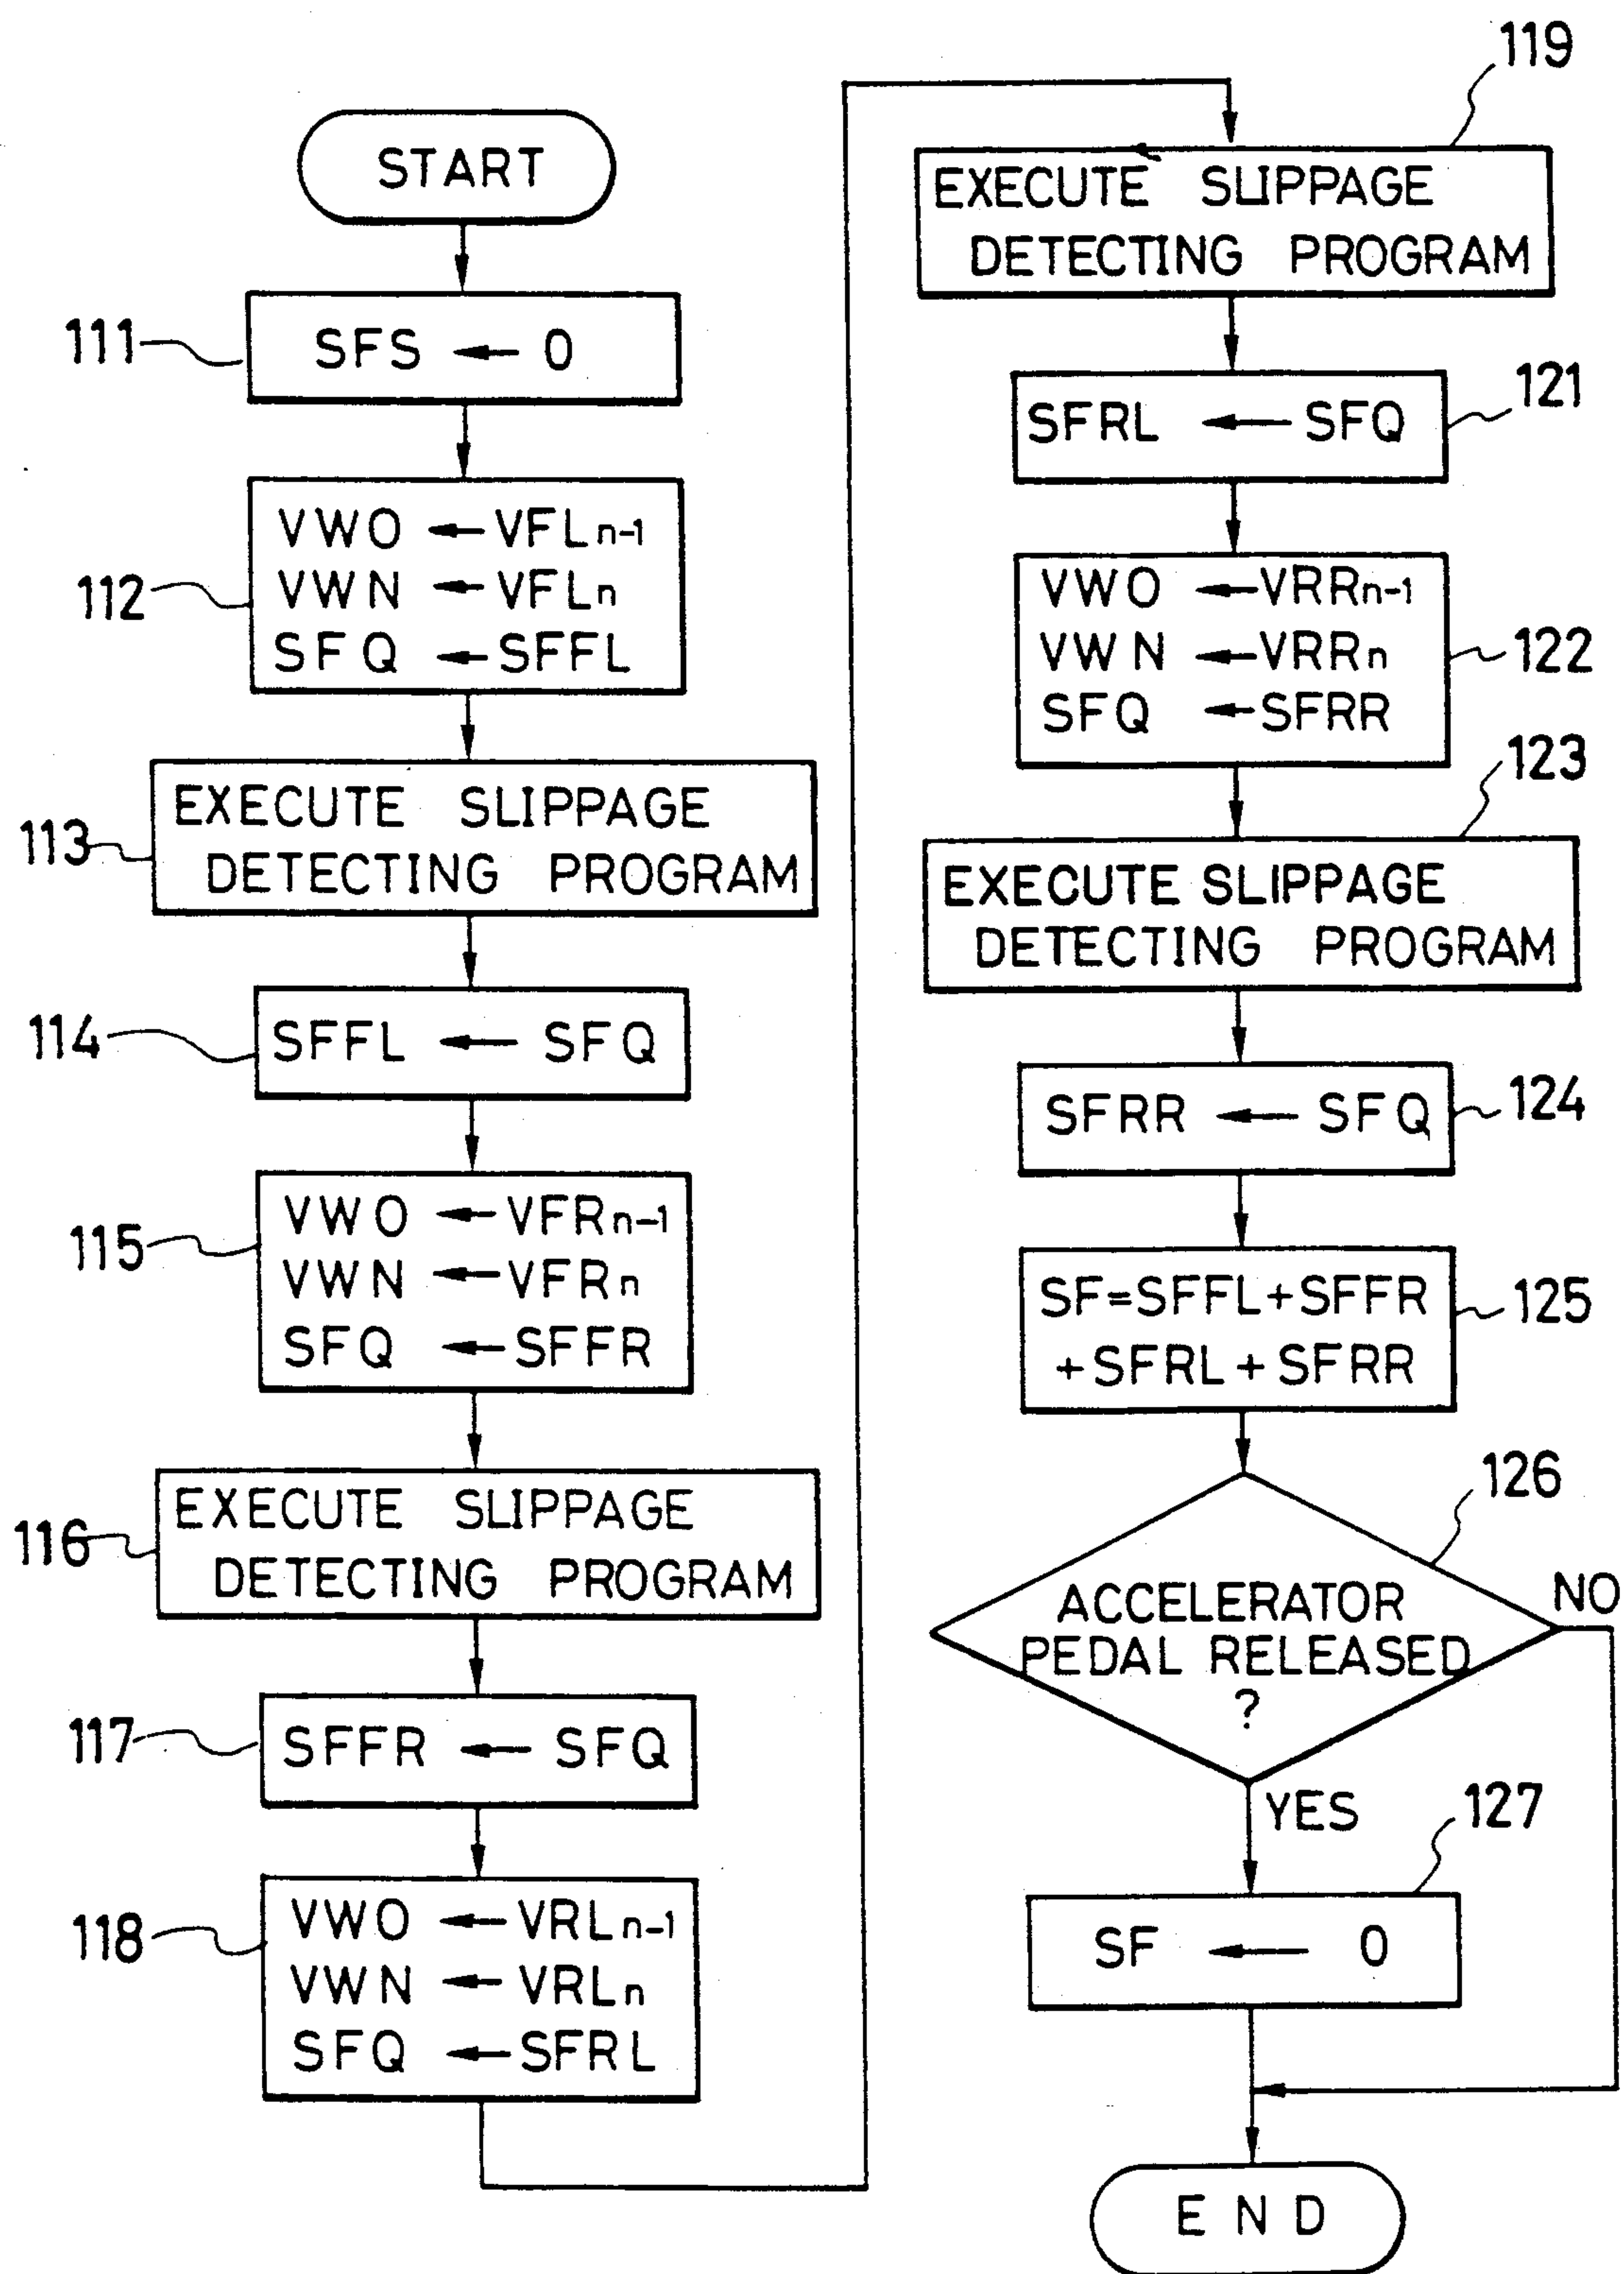 START
111
SFS ← 0
112
VWO ← VFLn-1
VWN ← VFLn
SFQ ← SFFL
113
EXECUTE SLIPPAGE
DETECTING PROGRAM
114
SFFL ← SFQ
115
VWO ← VFRn-1
VWN ← VFRn
SFQ ← SFFR
116
EXECUTE SLIPPAGE
DETECTING PROGRAM
117
SFFR ← SFQ
118
VWO ← VRLn-1
VWN ← VRLn
SFQ ← SFRL
119
EXECUTE SLIPPAGE
DETECTING PROGRAM
121
SFRL ← SFQ
122
VWO ← VRRn-1
VWN ← VRRn
SFQ ← SFRR
123
EXECUTE SLIPPAGE
DETECTING PROGRAM
124
SFRR ← SFQ
125
SF=SFFL+SFFR
+SFRL+SFRR
126
ACCELERATOR
PEDAL RELEASED
?
NO
YES
127
SF ← 0
END